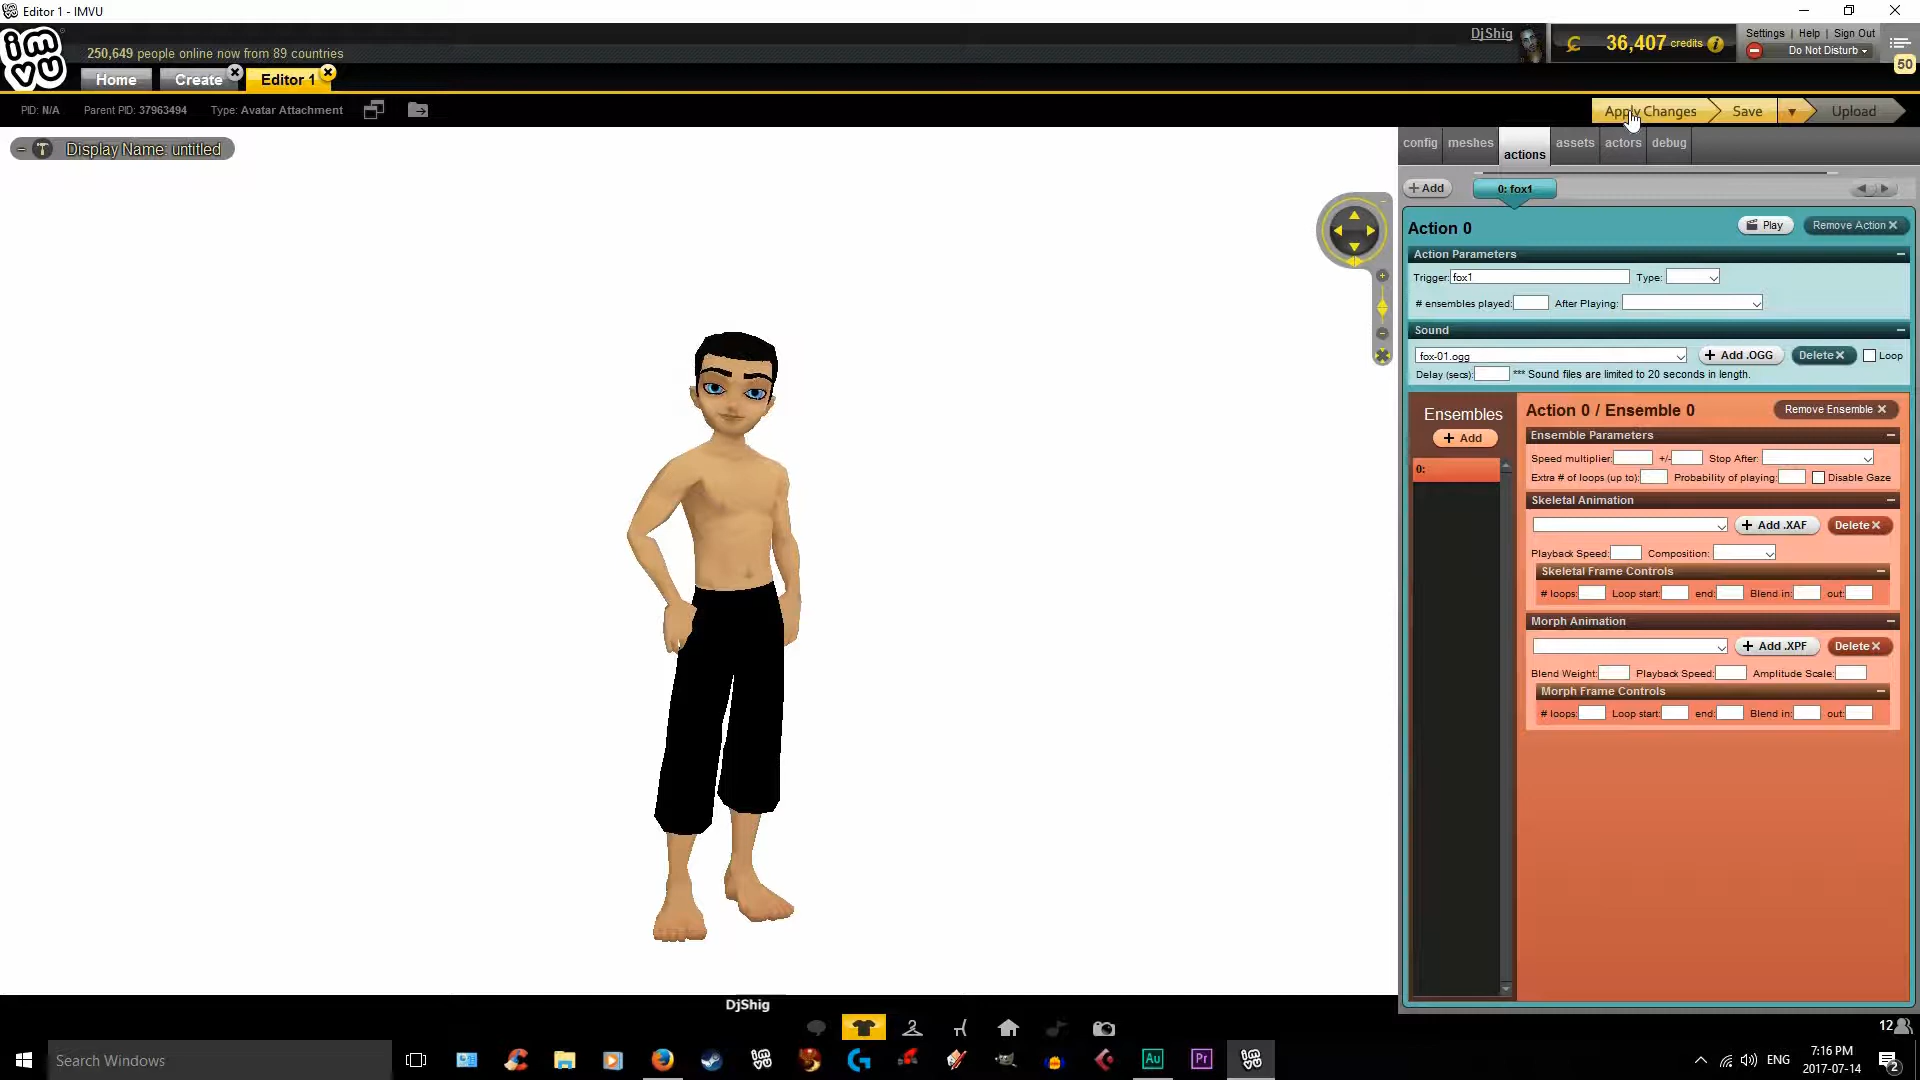 Editor 1 - IMVU
imvu
250,649 people online now from 89 countries
DjShig
36,407 credits
Settings | Help | Sign Out
Do Not Disturb
50
Home
Create
Editor 1
PID: N/A
Parent PID: 37963494
Type: Avatar Attachment
Apply Changes
Save
Upload
Display Name: untitled
config
meshes
actions
assets
actors
debug
+ Add
0: fox1
Action 0
Play
Remove Action X
Action Parameters
Trigger: fox1
Type:
# ensembles played:
After Playing:
Sound
fox-01.ogg
+ Add .OGG
Delete X
Loop
Delay (secs):
*** Sound files are limited to 20 seconds in length.
Ensembles
+ Add
0:
Action 0 / Ensemble 0
Remove Ensemble X
Ensemble Parameters
Speed multiplier:
+/-
Stop After:
Extra # of loops (up to):
Probability of playing:
Disable Gaze
Skeletal Animation
+ Add .XAF
Delete X
Playback Speed:
Composition:
Skeletal Frame Controls
# loops:
Loop start:
end:
Blend in:
out:
Morph Animation
+ Add .XPF
Delete X
Blend Weight:
Playback Speed:
Amplitude Scale:
Morph Frame Controls
# loops:
Loop start:
end:
Blend in:
out:
DjShig
12
Search Windows
imvu
Au
Pr
imvu
ENG
7:16 PM
2017-07-14
2